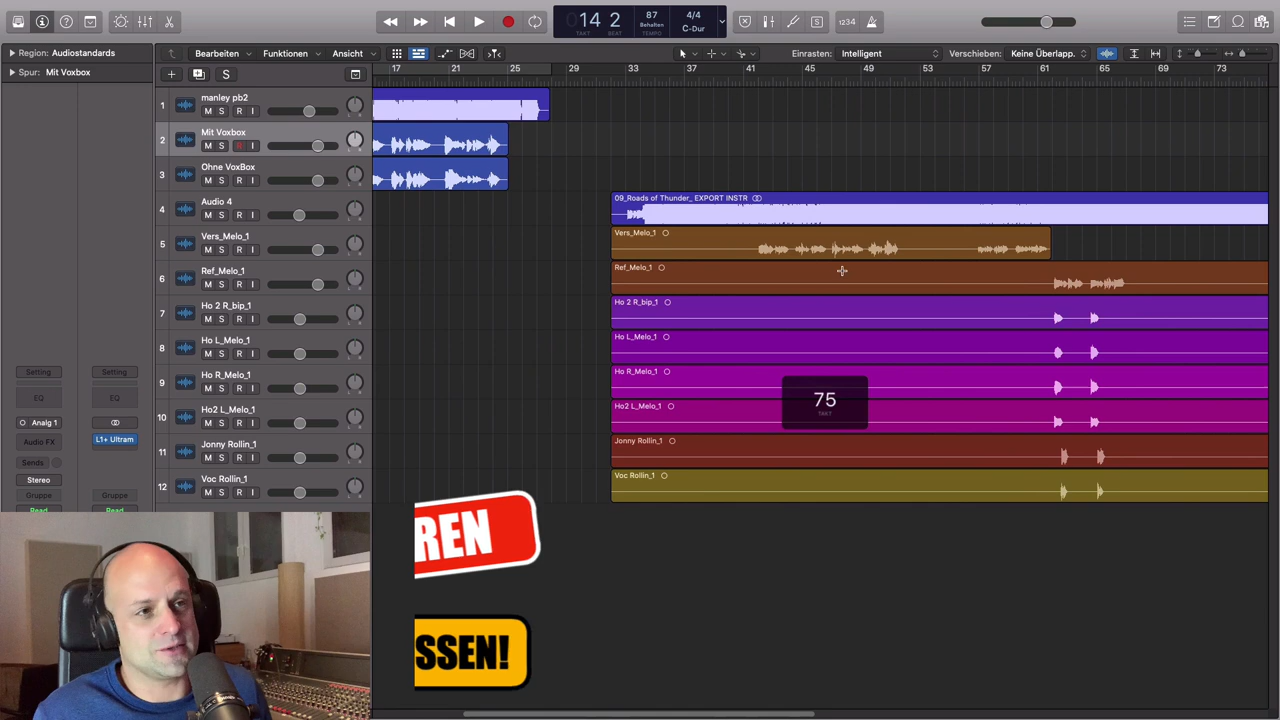 14 2
TAKT BEAT
87
Behalten
TEMPO
4/4
C-Dur
S
1234
Region: Audiostandards
Bearbeiten
Funktionen
Ansicht
Einrasten: Intelligent
Verschieben: Keine Überlapp.
Spur: Mit Voxbox
S
17 21 25 29 33 37 41 45 49 53 57 61 65 69 73
1 manley pb2
M S R I
2 Mit Voxbox
M S R I
3 Ohne VoxBox
M S R I
4 Audio 4
M S R I
09_Roads of Thunder_ EXPORT INSTR
5 Vers_Melo_1
M S R I
Vers_Melo_1
6 Ref_Melo_1
M S R I
Ref_Melo_1
7 Ho 2 R_bip_1
M S R I
Ho 2 R_bip_1
8 Ho L_Melo_1
M S R I
Ho L_Melo_1
9 Ho R_Melo_1
M S R I
Ho R_Melo_1
10 Ho2 L_Melo_1
M S R I
Ho2 L_Melo_1
11 Jonny Rollin_1
M S R I
Jonny Rollin_1
12 Voc Rollin_1
M S R I
Voc Rollin_1
75
TAKT
Setting
Setting
EQ
EQ
Analg 1
Audio FX
L1+ Ultram
Sends
Stereo
Gruppe
Gruppe
Read
Read
REN
SSEN!